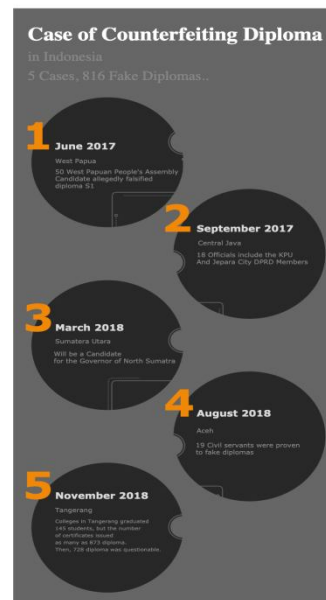 Case of Counterfeiting Diploma
in Indonesia
5 Cases, 816 Fake Diplomas..
1
June 2017
West Papua
50 West Papuan People's Assembly
Candidate allegedly falsified
diploma S1
2
September 2017
Central Java
18 Officials include the KPU
And Jepara City DPRD Members
3
March 2018
Sumatera Utara
Will be a Candidate
for the Governor of North Sumatra
4
August 2018
Aceh
19 Civil servants were proven
to fake diplomas
5
November 2018
Tangerang
Colleges in Tangerang graduated
145 students, but the number
of certificates issued
as many as 873 diploma.
Then, 728 diploma was questionable.